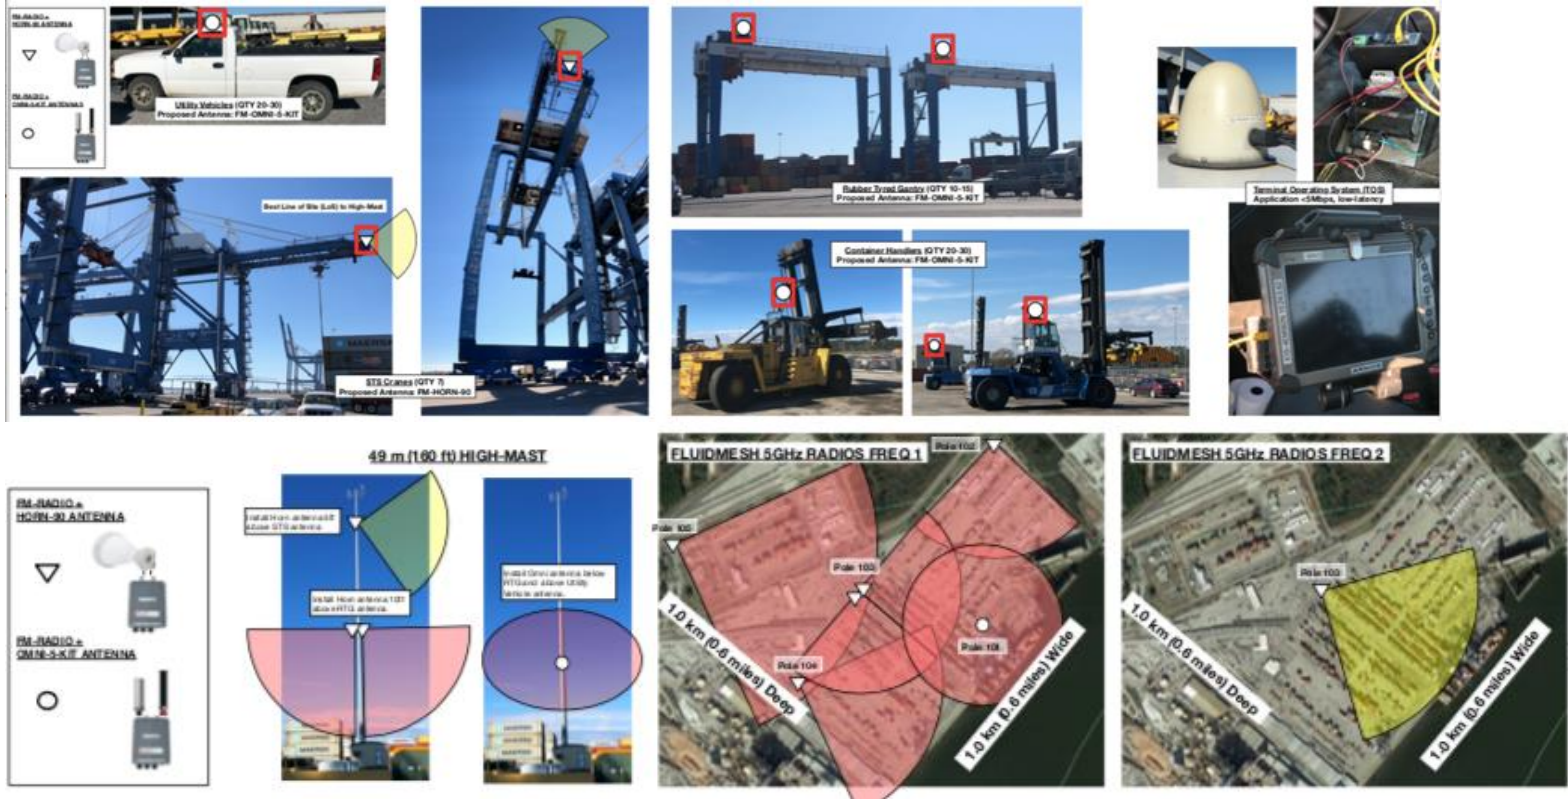 FM-RADIO +
HORN-90 ANTENNA
FM-RADIO +
OMNI-5-KIT ANTENNAS
Utility Vehicles (QTY 20-30)
Proposed Antenna: FM-OMNI-5-KIT
Best Line of Site (LoS) to High-Mast
STS Cranes (QTY 7)
Proposed Antenna: FM-HORN-90
Rubber Tyred Gantry (QTY 10-15)
Proposed Antenna: FM-OMNI-5-KIT
Container Handlers (QTY 20-30)
Proposed Antenna: FM-OMNI-5-KIT
Terminal Operating System (TOS)
Application <5Mbps, low-latency
FM-RADIO +
HORN-90 ANTENNA
FM-RADIO +
OMNI-5-KIT ANTENNA
49 m (160 ft) HIGH-MAST
Install Horn antenna
above STS antenna.
Install Horn antenna 10ft
above RTG antenna.
Install Omni antenna below
RTG and above Utility
Vehicle antenna.
FLUIDMESH 5GHz RADIOS FREQ 1
Pole 102
Pole 103
Pole 101
Pole 104
1.0 km (0.6 miles) Deep
1.0 km (0.6 miles) Wide
FLUIDMESH 5GHz RADIOS FREQ 2
Pole 103
1.0 km (0.6 miles) Deep
1.0 km (0.6 miles) Wide